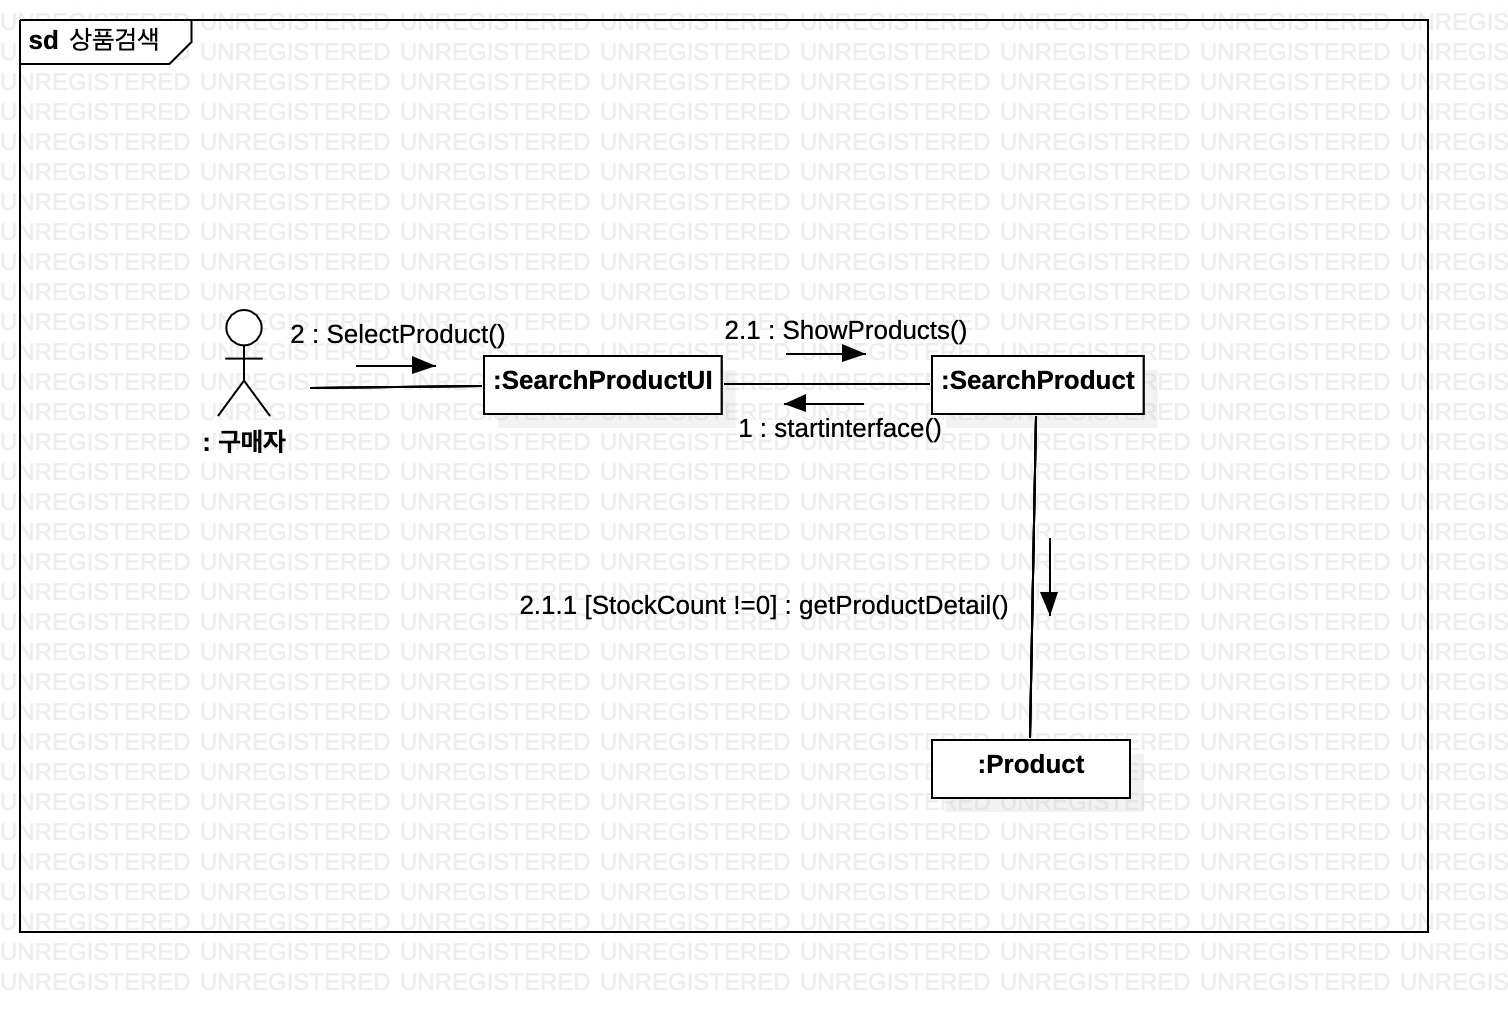 sd 상품검색
2 : SelectProduct()
2.1 : ShowProducts()
:SearchProductUI
:SearchProduct
1 : startinterface()
: 구매자
2.1.1 [StockCount !=0] : getProductDetail()
:Product
UNREGISTERED